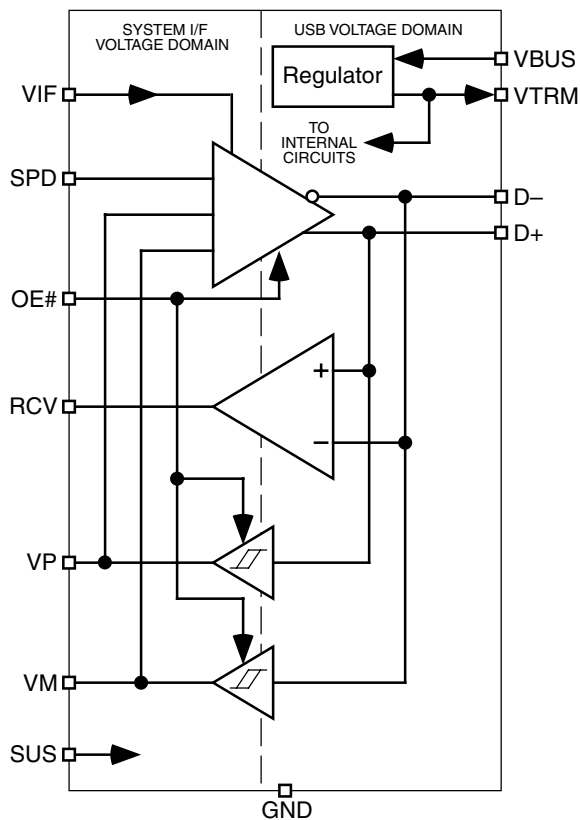 SYSTEM I/F
VOLTAGE DOMAIN
USB VOLTAGE DOMAIN
Regulator
VBUS
VIF
VTRM
TO
INTERNAL
CIRCUITS
SPD
D–
D+
OE#
+
RCV
–
VP
VM
SUS
GND